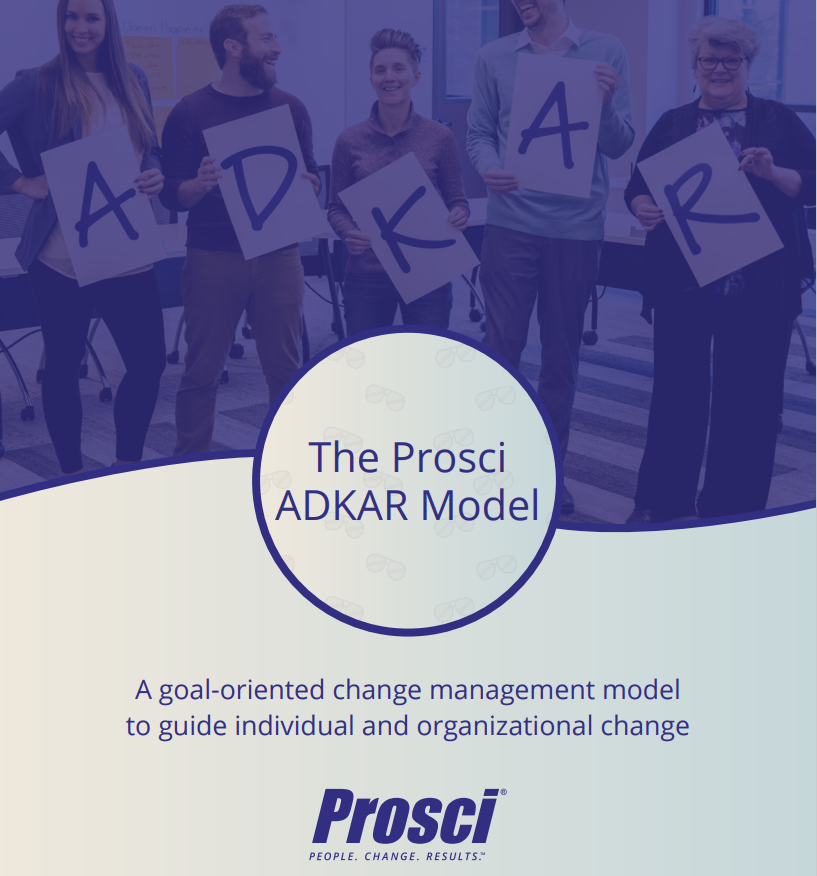 A D K A R
The Prosci
ADKAR Model
A goal-oriented change management model
to guide individual and organizational change
Prosci®
PEOPLE. CHANGE. RESULTS.™